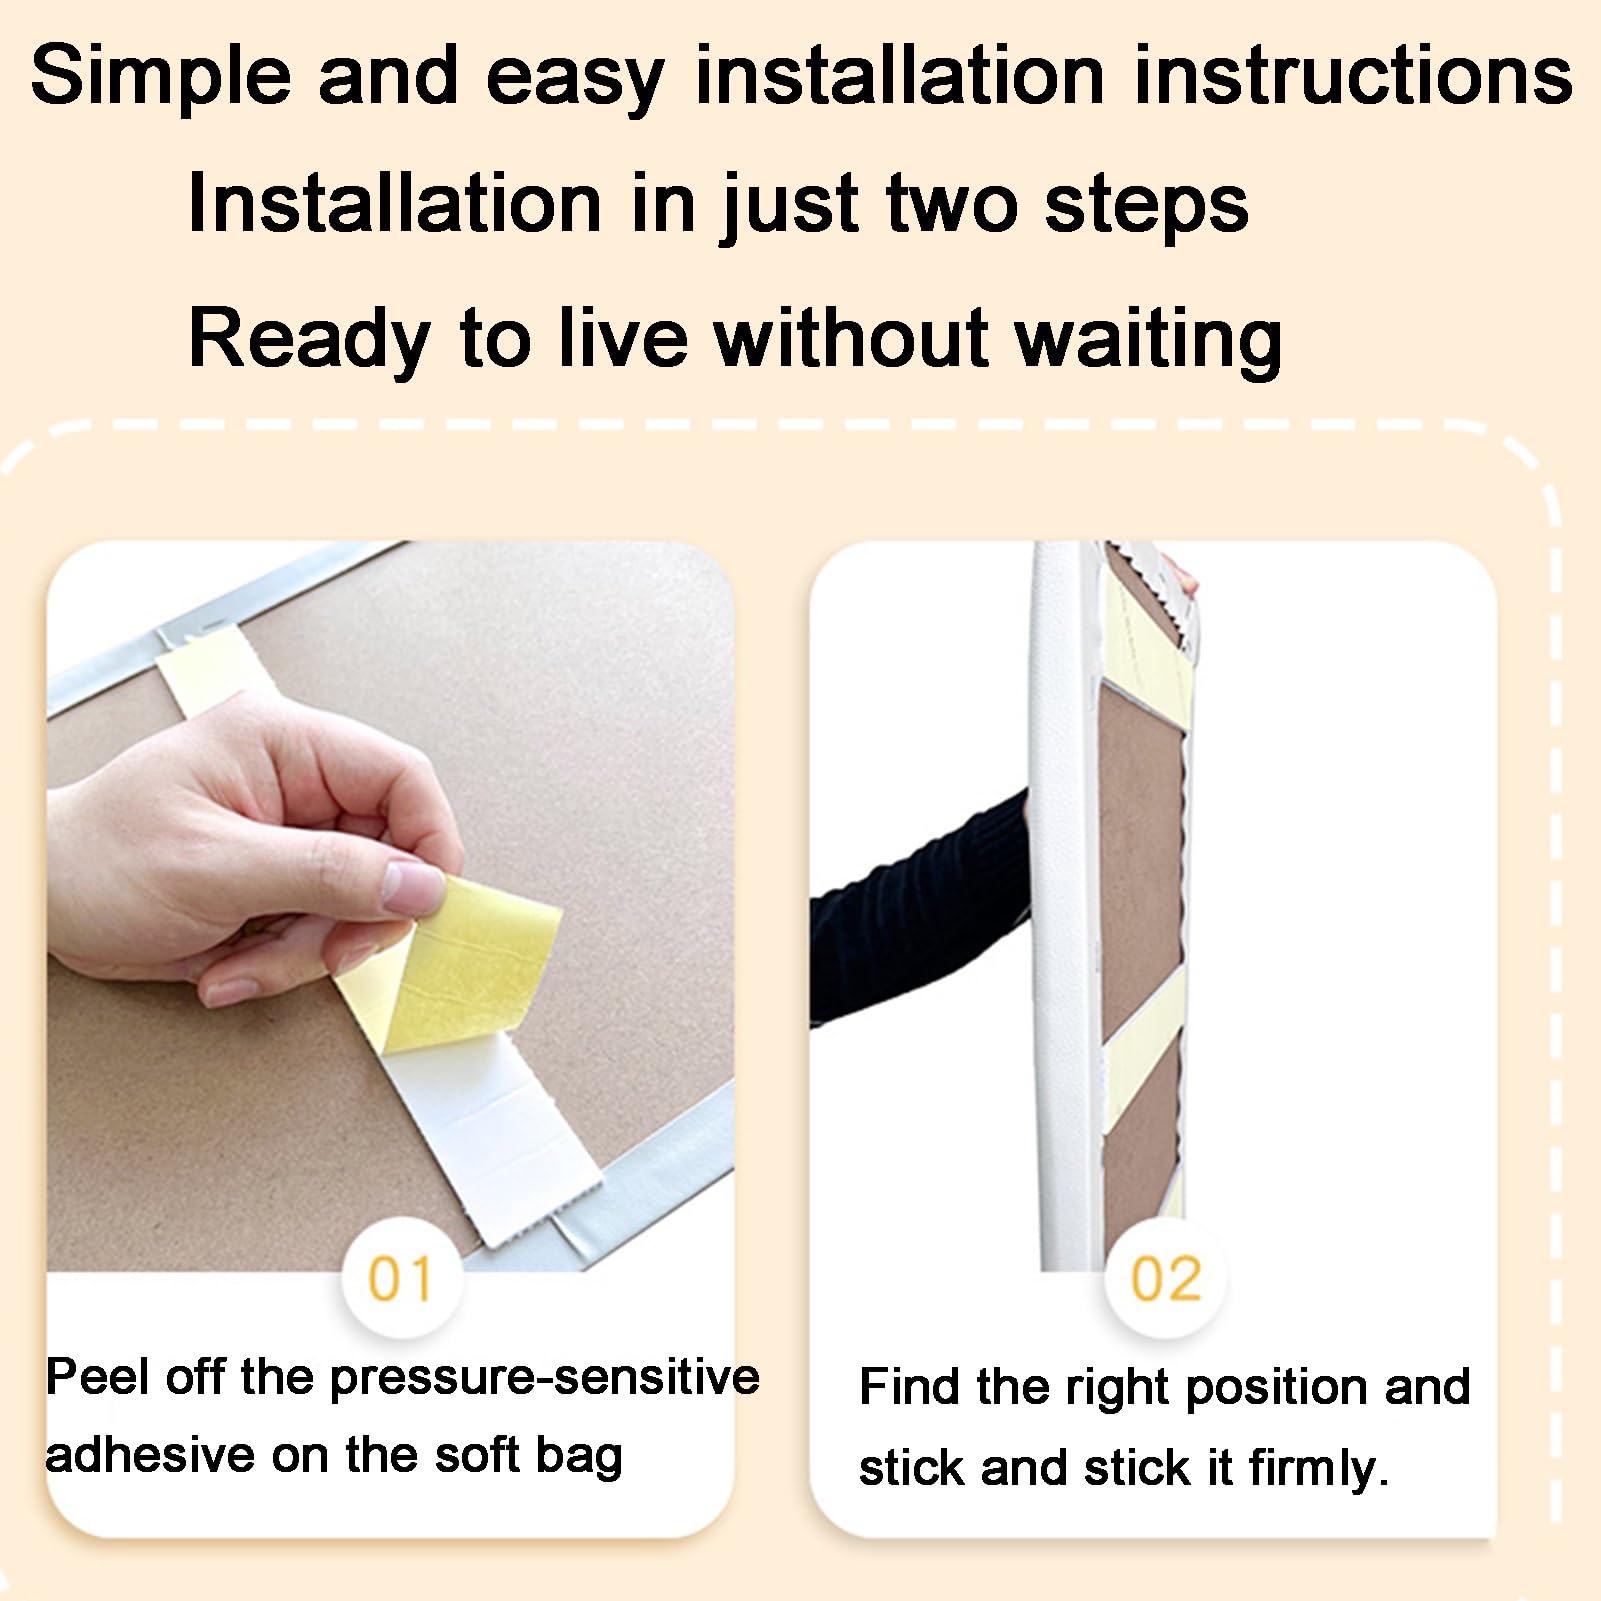 Simple and easy installation instructions
Installation in just two steps
Ready to live without waiting
01
Peel off the pressure-sensitive
adhesive on the soft bag
02
Find the right position and
stick and stick it firmly.